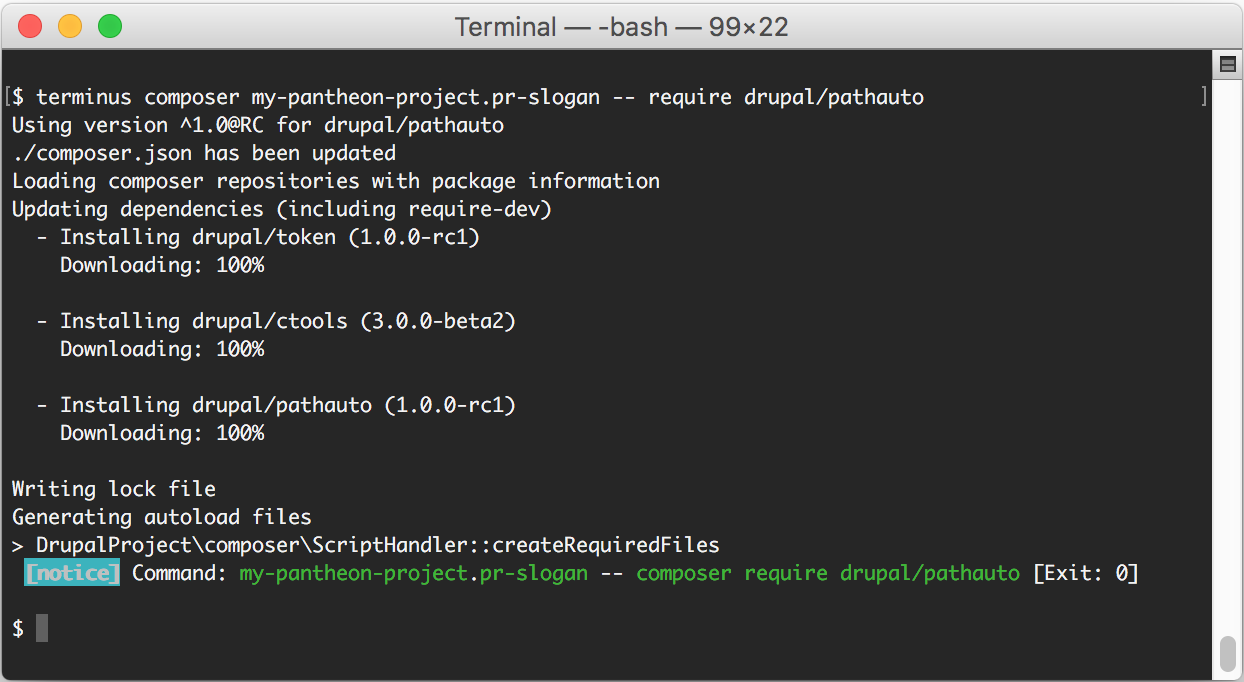 Terminal — -bash — 99×22
[$ terminus composer my-pantheon-project.pr-slogan -- require drupal/pathauto ]
Using version ^1.0@RC for drupal/pathauto
./composer.json has been updated
Loading composer repositories with package information
Updating dependencies (including require-dev)
  - Installing drupal/token (1.0.0-rc1)
    Downloading: 100%
  - Installing drupal/ctools (3.0.0-beta2)
    Downloading: 100%
  - Installing drupal/pathauto (1.0.0-rc1)
    Downloading: 100%
Writing lock file
Generating autoload files
> DrupalProject\composer\ScriptHandler::createRequiredFiles
 [notice] Command: my-pantheon-project.pr-slogan -- composer require drupal/pathauto [Exit: 0]
$